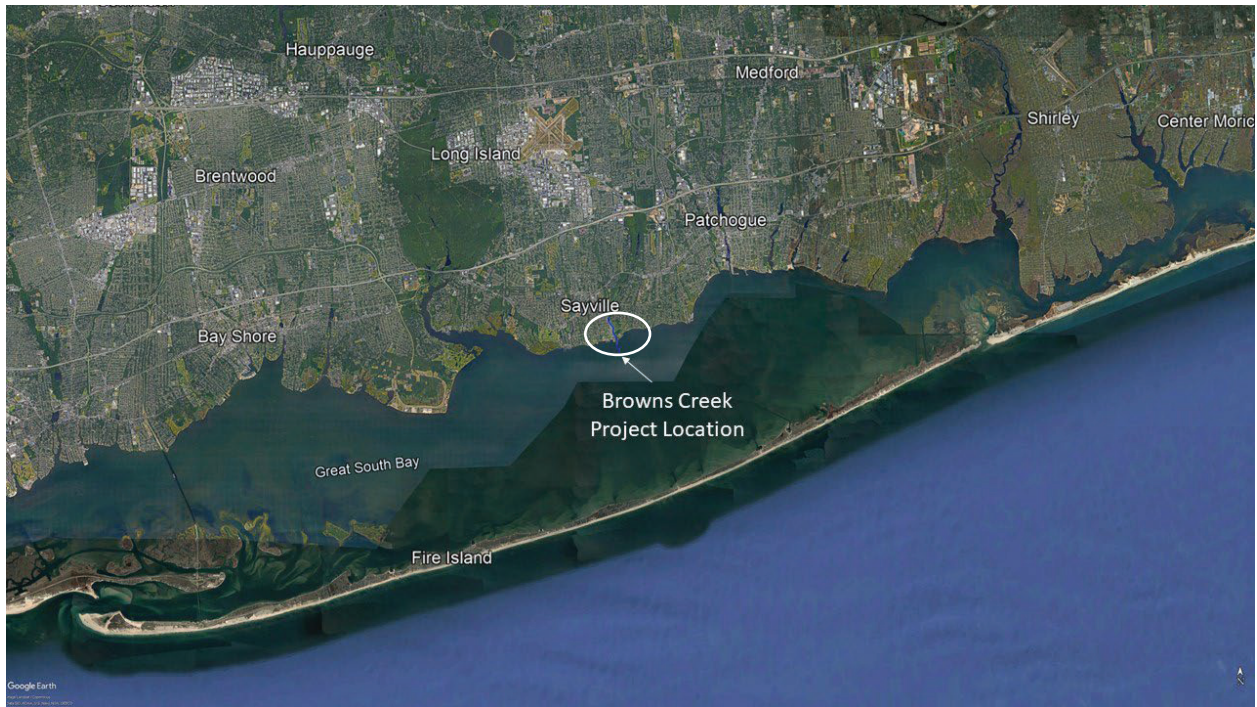 Hauppauge
Medford
Shirley
Center Moric
Long Island
Brentwood
Patchogue
Sayville
Bay Shore
Browns Creek
Project Location
Great South Bay
Fire Island
Google Earth